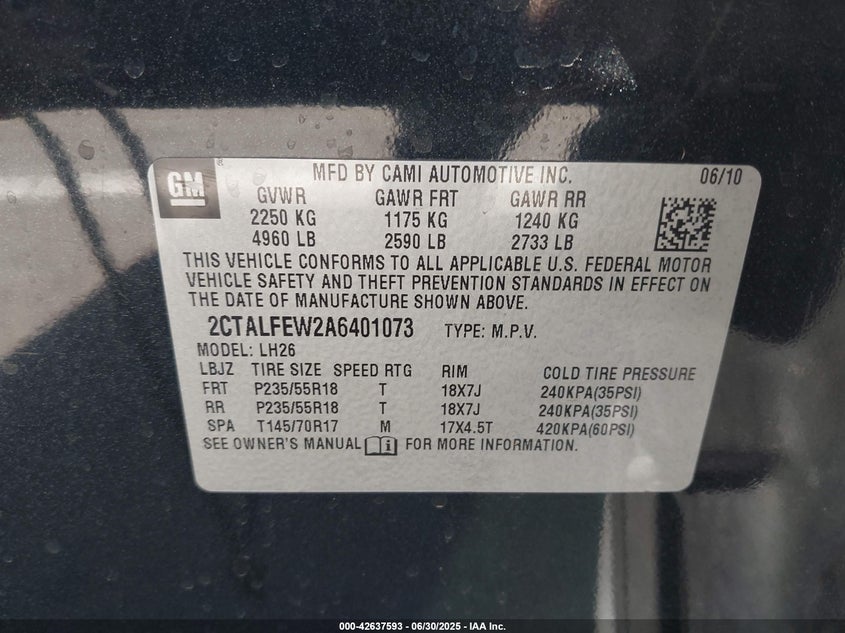 GM
MFD BY CAMI AUTOMOTIVE INC. 06/10
GVWR GAWR FRT GAWR RR
2250 KG 1175 KG 1240 KG
4960 LB 2590 LB 2733 LB
THIS VEHICLE CONFORMS TO ALL APPLICABLE U.S. FEDERAL MOTOR
VEHICLE SAFETY AND THEFT PREVENTION STANDARDS IN EFFECT ON
THE DATE OF MANUFACTURE SHOWN ABOVE.
2CTALFEW2A6401073 TYPE: M.P.V.
MODEL: LH26
LBJZ TIRE SIZE SPEED RTG RIM COLD TIRE PRESSURE
FRT P235/55R18 T 18X7J 240KPA(35PSI)
RR P235/55R18 T 18X7J 240KPA(35PSI)
SPA T145/70R17 M 17X4.5T 420KPA(60PSI)
SEE OWNER'S MANUAL FOR MORE INFORMATION.
000-42637593 - 06/30/2025 - IAA Inc.